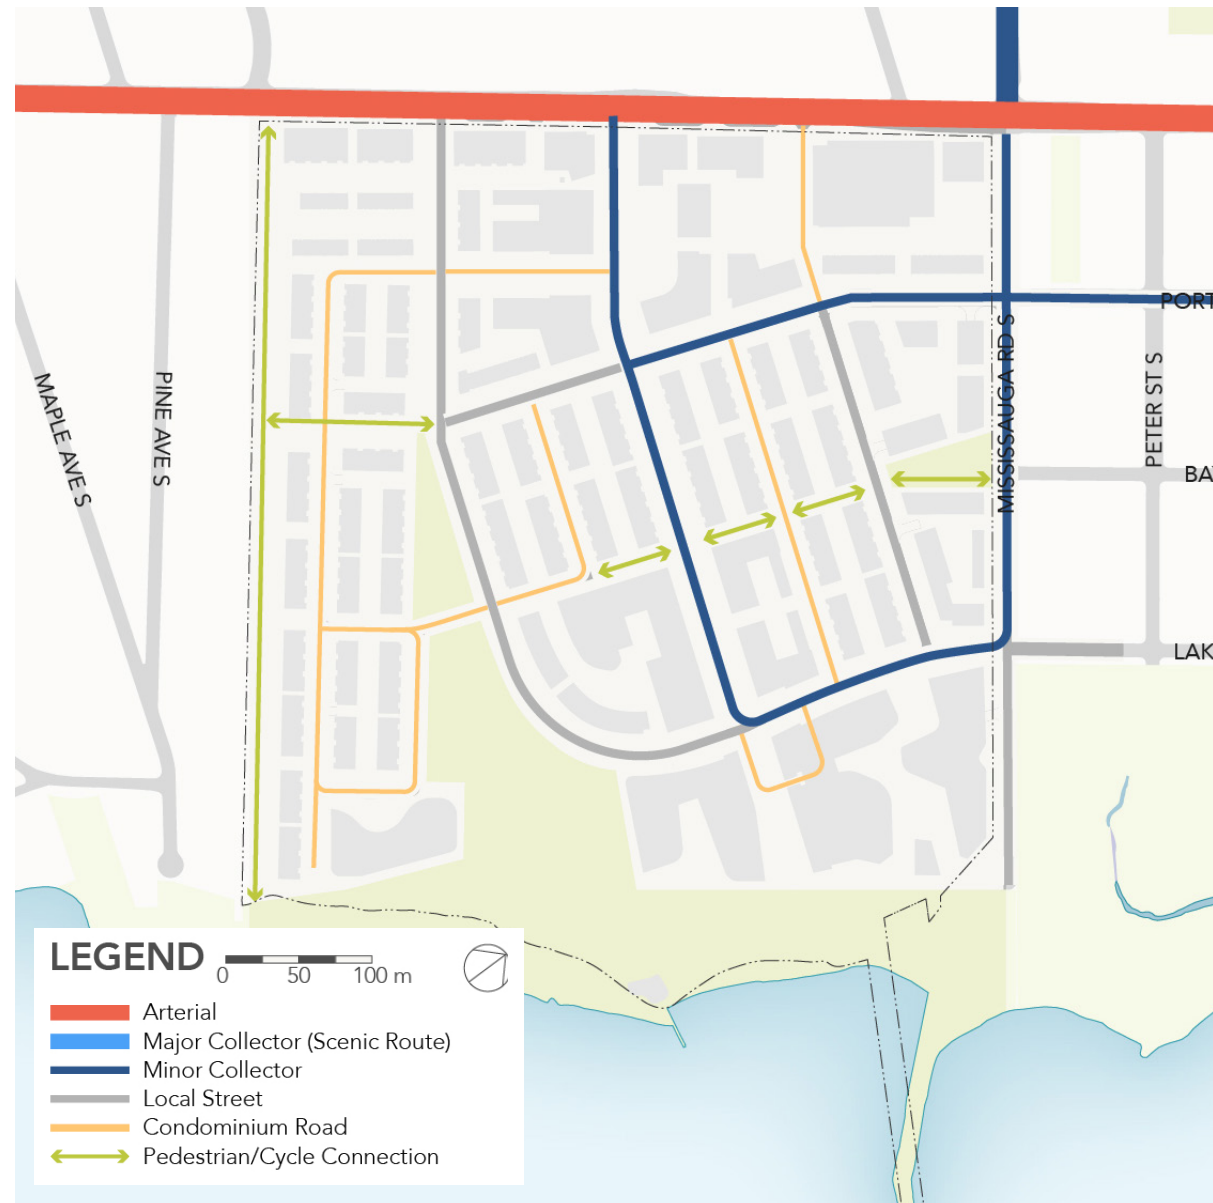 MAPLE AVE S
PINE AVE S
MISSISSAUGA RD S
PETER ST S
PORT
BA
LAK
LEGEND
0 50 100 m
Arterial
Major Collector (Scenic Route)
Minor Collector
Local Street
Condominium Road
Pedestrian/Cycle Connection